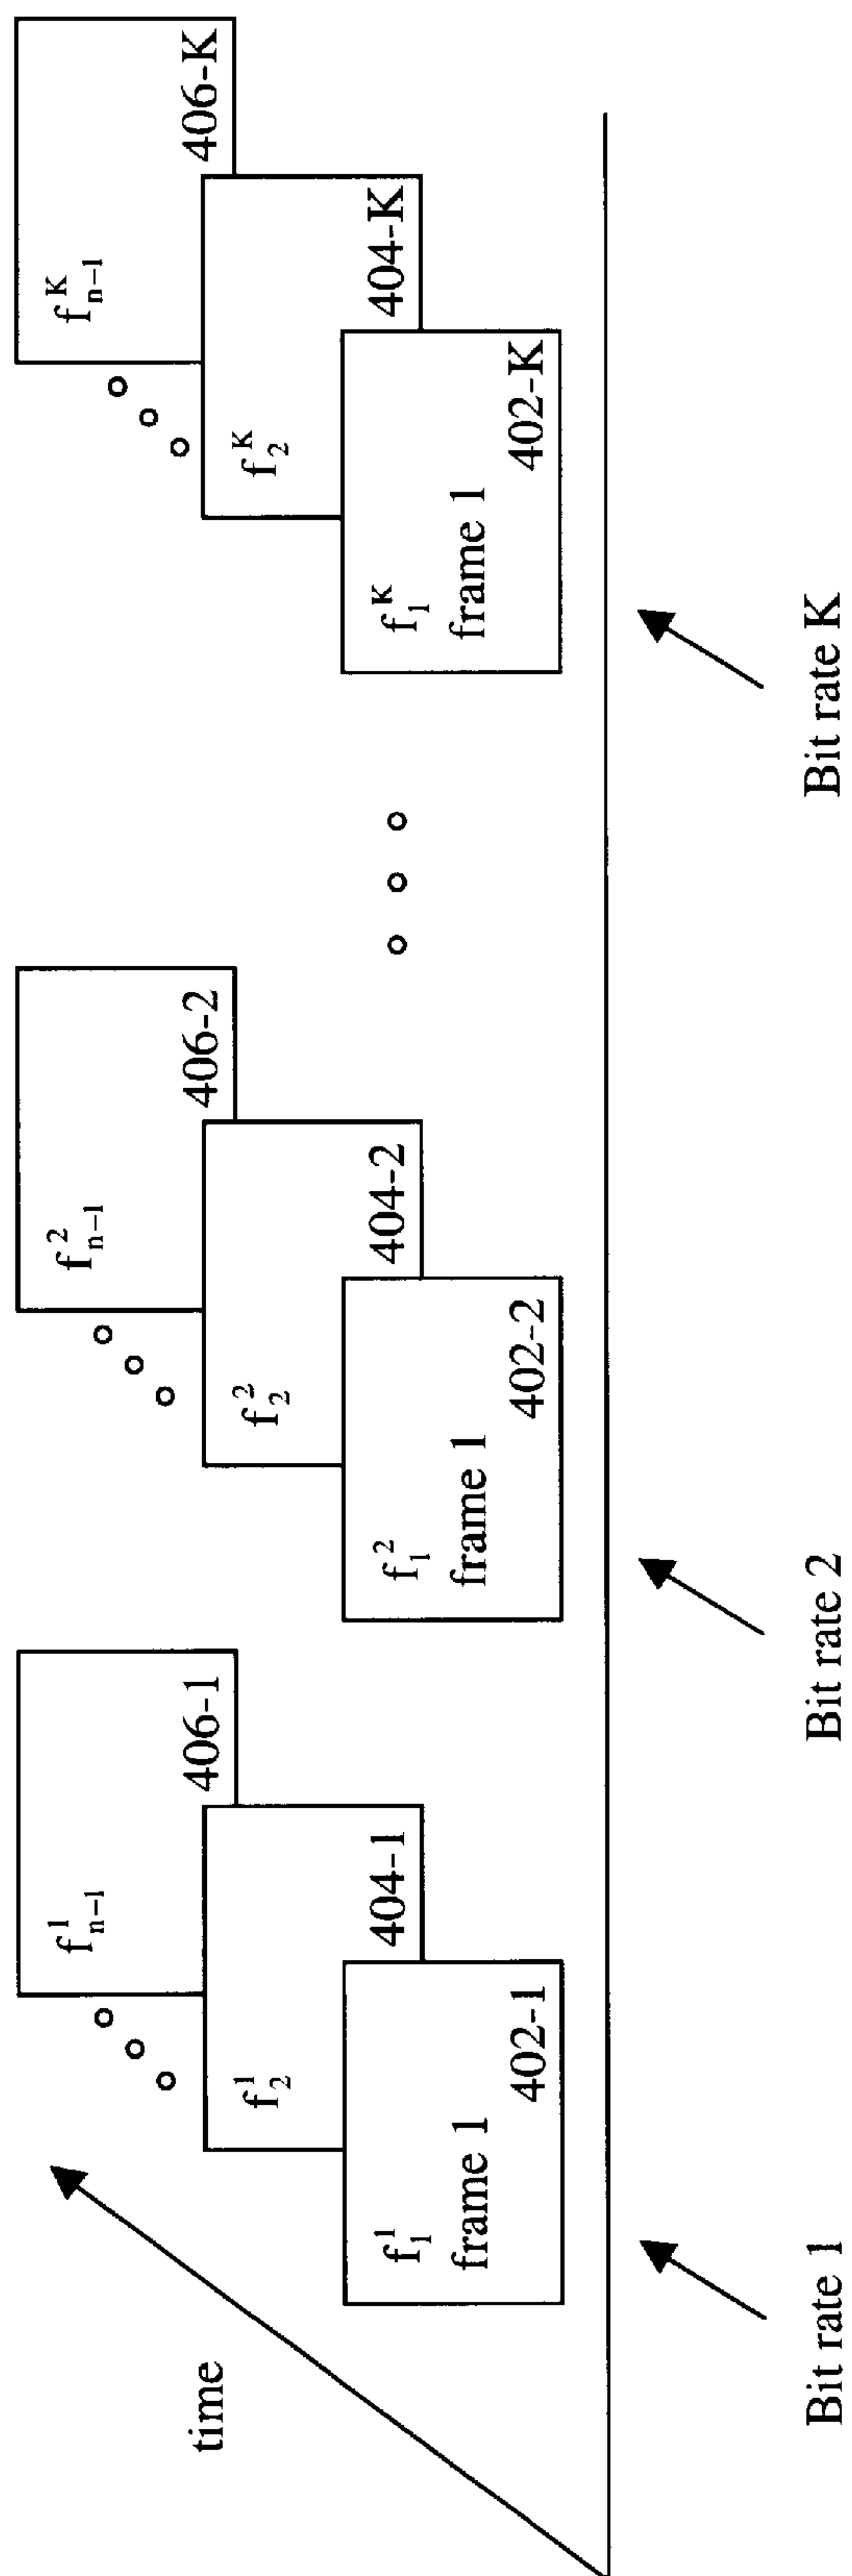 time
f^1_{n-1}
406-1
f^1_2
404-1
f^1_1
frame 1
402-1
Bit rate 1
f^2_{n-1}
406-2
f^2_2
404-2
f^2_1
frame 1
402-2
Bit rate 2
f^K_{n-1}
406-K
f^K_2
404-K
f^K_1
frame 1
402-K
Bit rate K